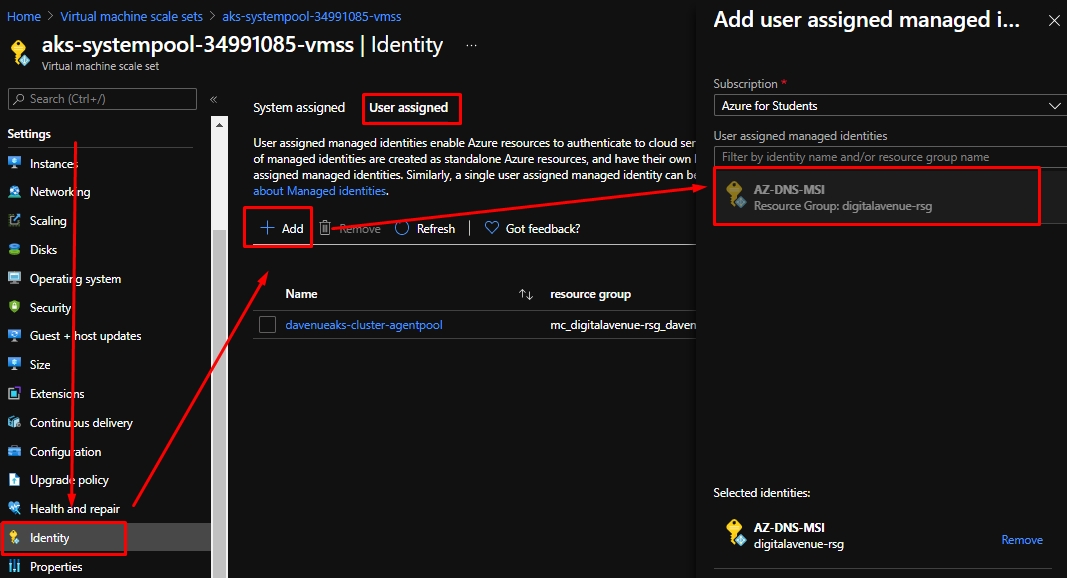 Home > Virtual machine scale sets > aks-systempool-34991085-vmss
aks-systempool-34991085-vmss | Identity ...
Virtual machine scale set
Search (Ctrl+/)
«
Settings
Instances
Networking
Scaling
Disks
Operating system
Security
Guest + host updates
Size
Extensions
Continuous delivery
Configuration
Upgrade policy
Health and repair
Identity
Properties
System assigned User assigned
User assigned managed identities enable Azure resources to authenticate to cloud ser
of managed identities are created as standalone Azure resources, and have their own
assigned managed identities. Similarly, a single user assigned managed identity can be
about Managed identities.
+ Add Remove Refresh | Got feedback?
Name ↑↓ resource group
davenueaks-cluster-agentpool mc_digitalavenue-rsg_daven
Add user assigned managed i...
Subscription *
Azure for Students
User assigned managed identities
Filter by identity name and/or resource group name
AZ-DNS-MSI
Resource Group: digitalavenue-rsg
Selected identities:
AZ-DNS-MSI
digitalavenue-rsg
Remove